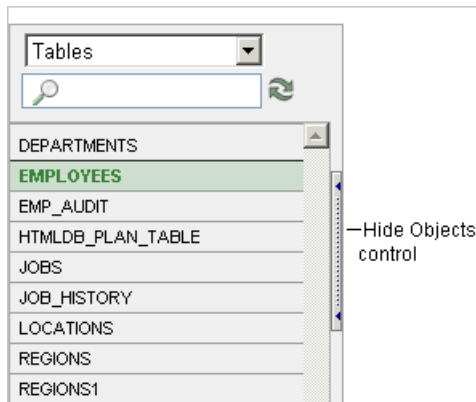 Tables
DEPARTMENTS
EMPLOYEES
EMP_AUDIT
HTMLDB_PLAN_TABLE
JOBS
JOB_HISTORY
LOCATIONS
REGIONS
REGIONS1
Hide Objects
control